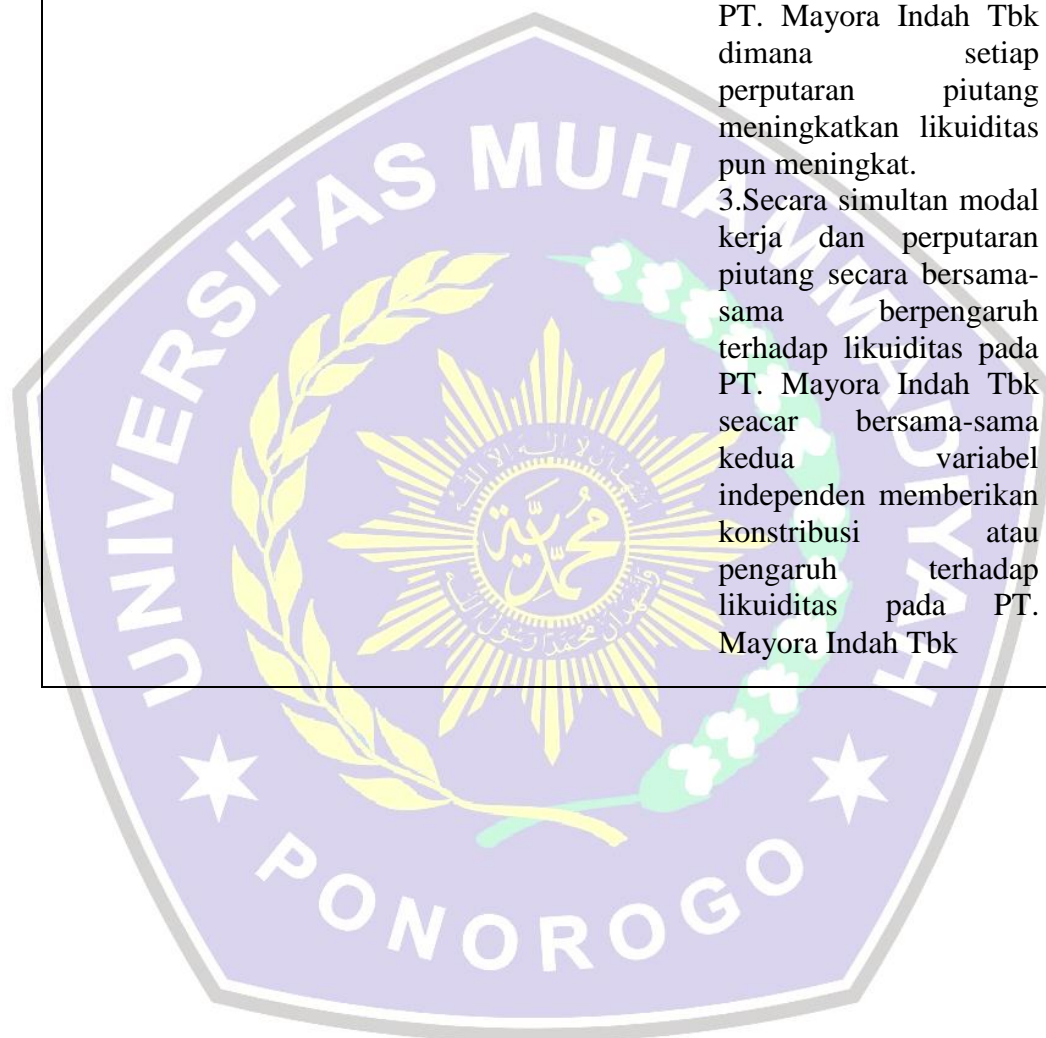 PT. Mayora Indah Tbk
dimana setiap
perputaran piutang
meningkatkan likuiditas
pun meningkat.
3.Secara simultan modal
kerja dan perputaran
piutang secara bersama-
sama berpengaruh
terhadap likuiditas pada
PT. Mayora Indah Tbk
seacar bersama-sama
kedua variabel
independen memberikan
konstribusi atau
pengaruh terhadap
likuiditas pada PT.
Mayora Indah Tbk
UNIVERSITAS MUHAMMADIYAH
PONOROGO